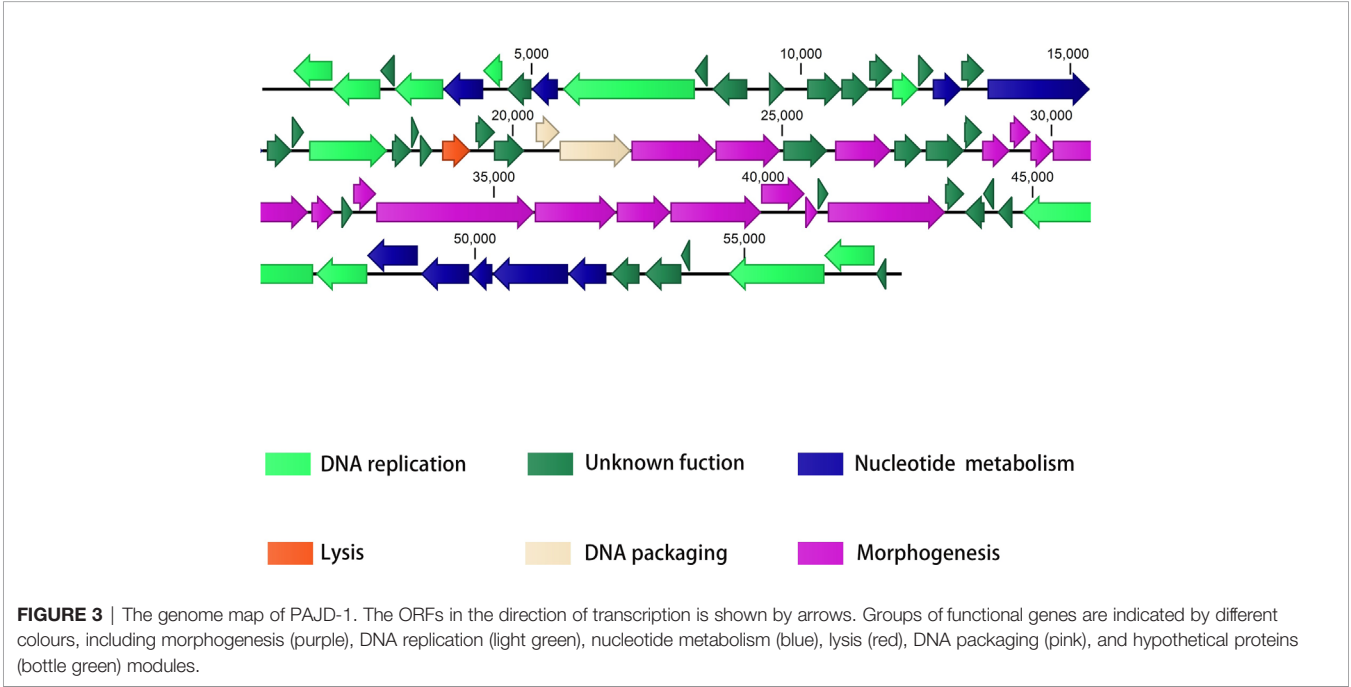 5,000 10,000 15,000
20,000 25,000 30,000
35,000 40,000 45,000
50,000 55,000
DNA replication Unknown fuction Nucleotide metabolism
Lysis DNA packaging Morphogenesis
FIGURE 3 | The genome map of PAJD-1. The ORFs in the direction of transcription is shown by arrows. Groups of functional genes are indicated by different
colours, including morphogenesis (purple), DNA replication (light green), nucleotide metabolism (blue), lysis (red), DNA packaging (pink), and hypothetical proteins
(bottle green) modules.